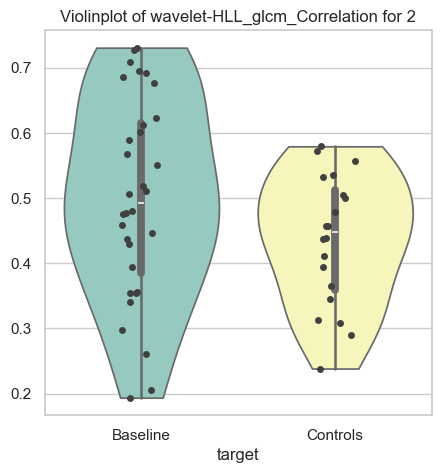 Violinplot of wavelet-HLL_glcm_Correlation for 2
0.7
0.6
0.5
0.4
0.3
0.2
Baseline Controls
target